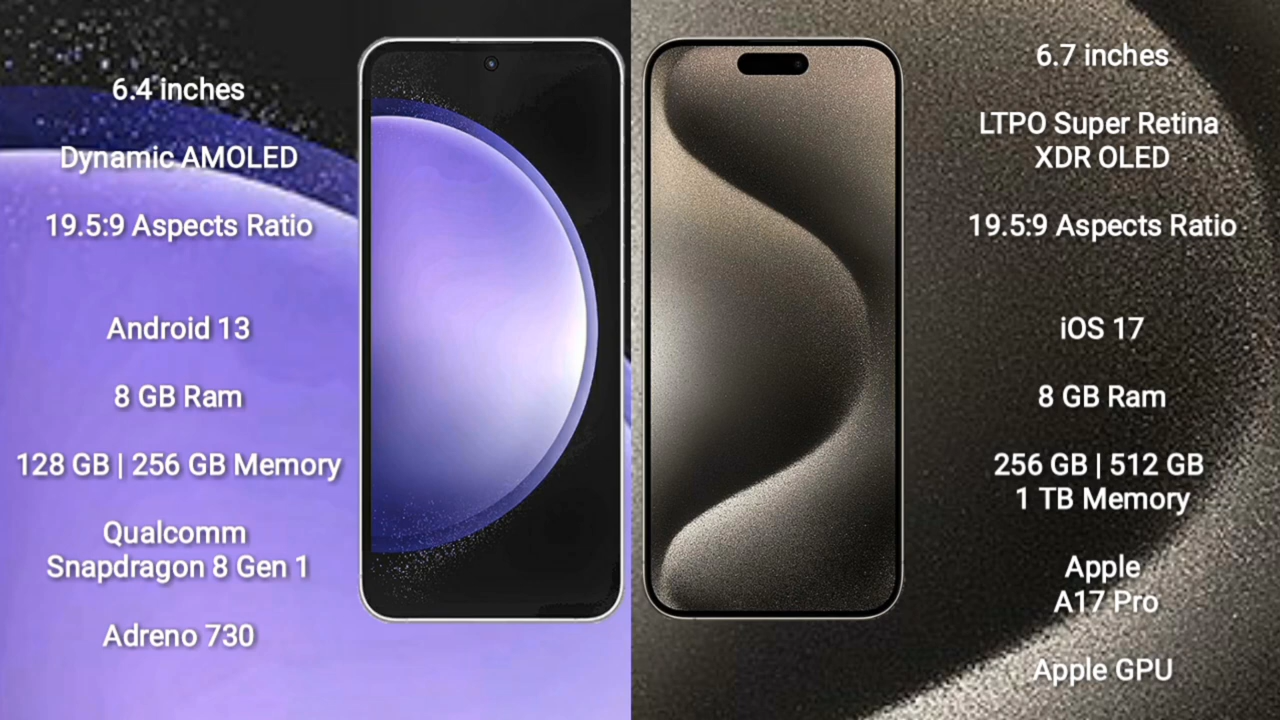 6.4 inches
Dynamic AMOLED
19.5:9 Aspects Ratio
Android 13
8 GB Ram
128 GB | 256 GB Memory
Qualcomm
Snapdragon 8 Gen 1
Adreno 730
6.7 inches
LTPO Super Retina
XDR OLED
19.5:9 Aspects Ratio
iOS 17
8 GB Ram
256 GB | 512 GB
1 TB Memory
Apple
A17 Pro
Apple GPU